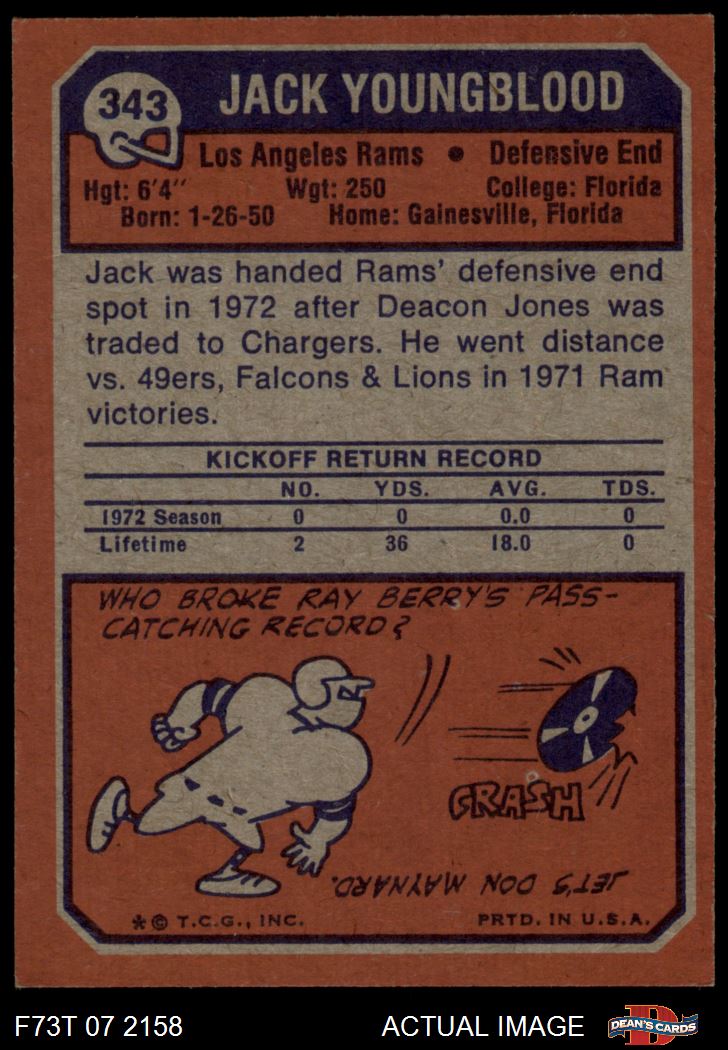 343
JACK YOUNGBLOOD
Los Angeles Rams • Defensive End
Hgt: 6'4" Wgt: 250 College: Florida
Born: 1-26-50 Home: Gainesville, Florida
Jack was handed Rams' defensive end
spot in 1972 after Deacon Jones was
traded to Chargers. He went distance
vs. 49ers, Falcons & Lions in 1971 Ram
victories.
KICKOFF RETURN RECORD
NO. YDS. AVG. TDS.
1972 Season 0 0 0.0 0
Lifetime 2 36 18.0 0
WHO BROKE RAY BERRY'S PASS-
CATCHING RECORD?
CRASH
JET'S DON MAYNARD.
*© T.C.G., INC. PRTD. IN U.S.A.
F73T 07 2158 ACTUAL IMAGE
D
DEAN'S CARDS